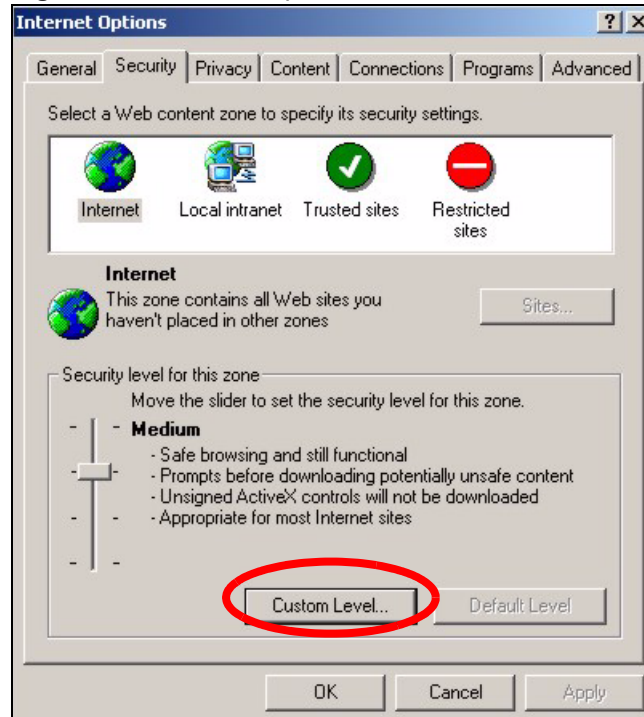 Internet Options
? X
General Security Privacy Content Connections Programs Advanced
Select a Web content zone to specify its security settings.
Internet Local intranet Trusted sites Restricted sites
Internet
This zone contains all Web sites you
haven't placed in other zones
Sites...
Security level for this zone
Move the slider to set the security level for this zone.
Medium
- Safe browsing and still functional
- Prompts before downloading potentially unsafe content
- Unsigned ActiveX controls will not be downloaded
- Appropriate for most Internet sites
Custom Level... Default Level
OK Cancel Apply